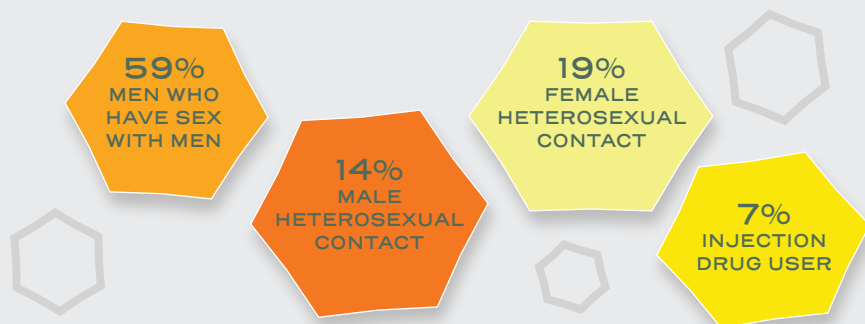 59%
MEN WHO
HAVE SEX
WITH MEN
14%
MALE
HETEROSEXUAL
CONTACT
19%
FEMALE
HETEROSEXUAL
CONTACT
7%
INJECTION
DRUG USER